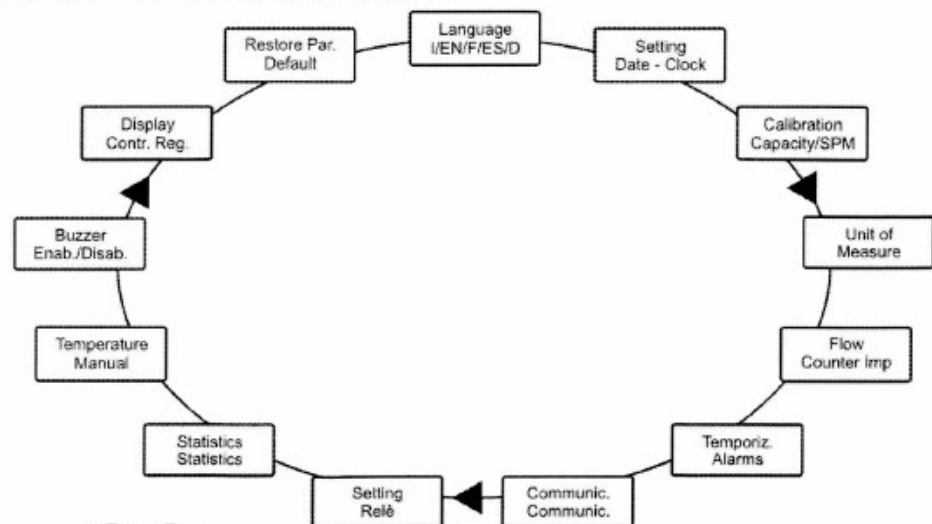 Language
I/EN/F/ES/D
Setting
Date - Clock
Calibration
Capacity/SPM
Unit of
Measure
Flow
Counter Imp
Temporiz.
Alarms
Communic.
Communic.
Setting
Relè
Statistics
Statistics
Temperature
Manual
Buzzer
Enab./Disab.
Display
Contr. Reg.
Restore Par.
Default